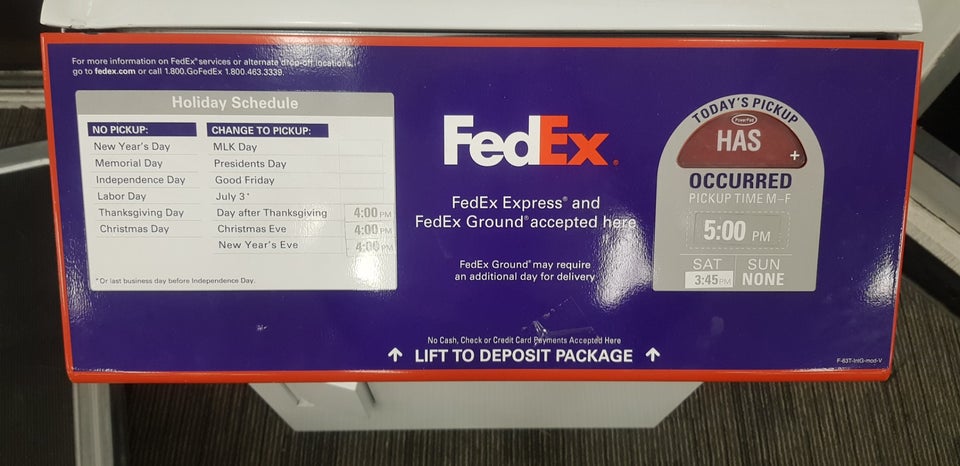 For more information on FedEx® services or alternate drop-off locations,
go to fedex.com or call 1.800.GoFedEx 1.800.463.3339.
Holiday Schedule
NO PICKUP:
New Year's Day
Memorial Day
Independence Day
Labor Day
Thanksgiving Day
Christmas Day
CHANGE TO PICKUP:
MLK Day
Presidents Day
Good Friday
July 3*
Day after Thanksgiving 4:00 PM
Christmas Eve 4:00 PM
New Year's Eve 4:00 PM
*Or last business day before Independence Day.
FedEx®
FedEx Express® and
FedEx Ground® accepted here
FedEx Ground® may require
an additional day for delivery
No Cash, Check or Credit Card Payments Accepted Here
↑ LIFT TO DEPOSIT PACKAGE ↑
TODAY'S PICKUP
PowerPad
HAS
+
OCCURRED
PICKUP TIME M-F
5:00 PM
SAT SUN
3:45 PM NONE
F-63T-IntG-mod-V